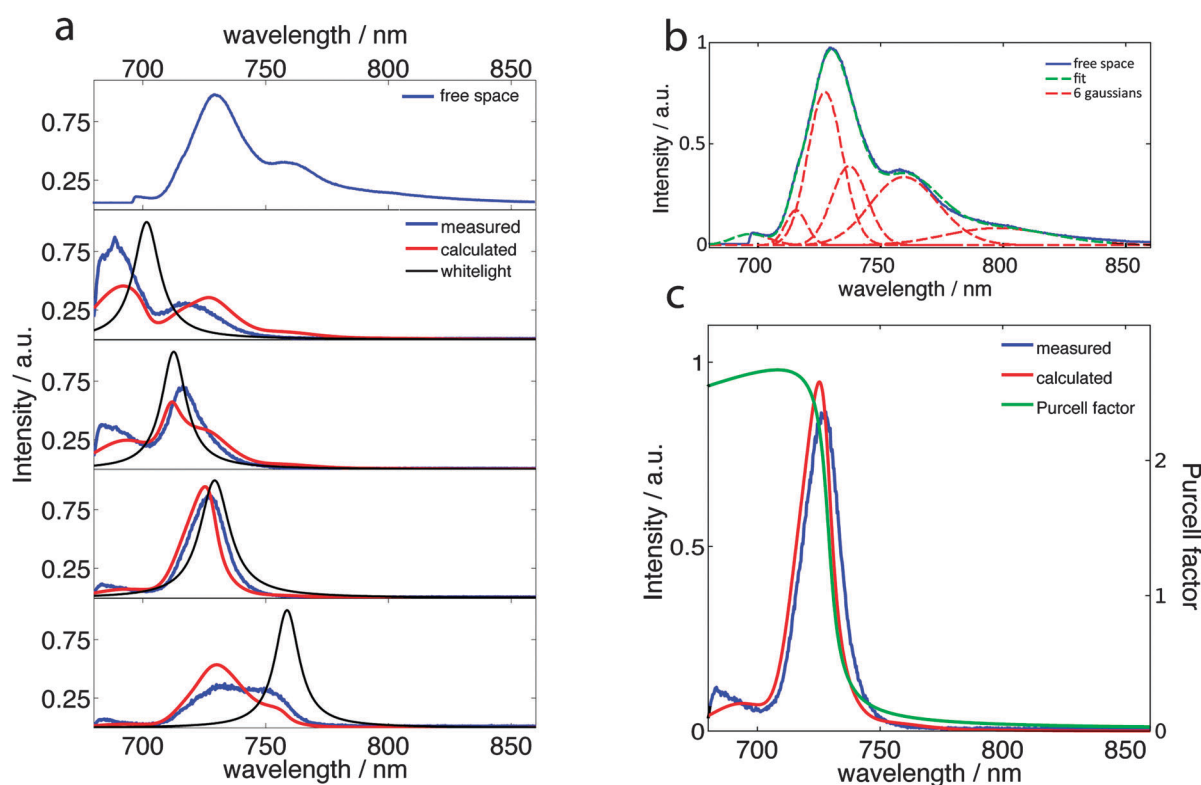 a
wavelength / nm
700
750
800
850
free space
0.75
0.25
measured
calculated
whitelight
0.75
0.25
0.75
0.25
0.75
0.25
0.75
0.25
Intensity / a.u.
700
750
800
850
wavelength / nm
b
1
0.5
0
Intensity / a.u.
free space
fit
6 gaussians
700
750
800
850
wavelength / nm
c
1
0.5
0
Intensity / a.u.
measured
calculated
Purcell factor
2
1
0
Purcell factor
700
750
800
850
wavelength / nm